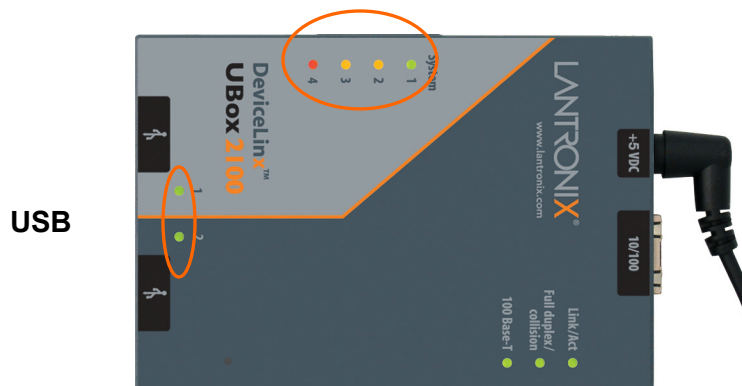 USB
System
1
2
3
4
DeviceLinx™
UBox 2100
1
2
LANTRONIX®
www.lantronix.com
+5 VDC
10/100
Link/Act
Full duplex/
collision
100 Base-T